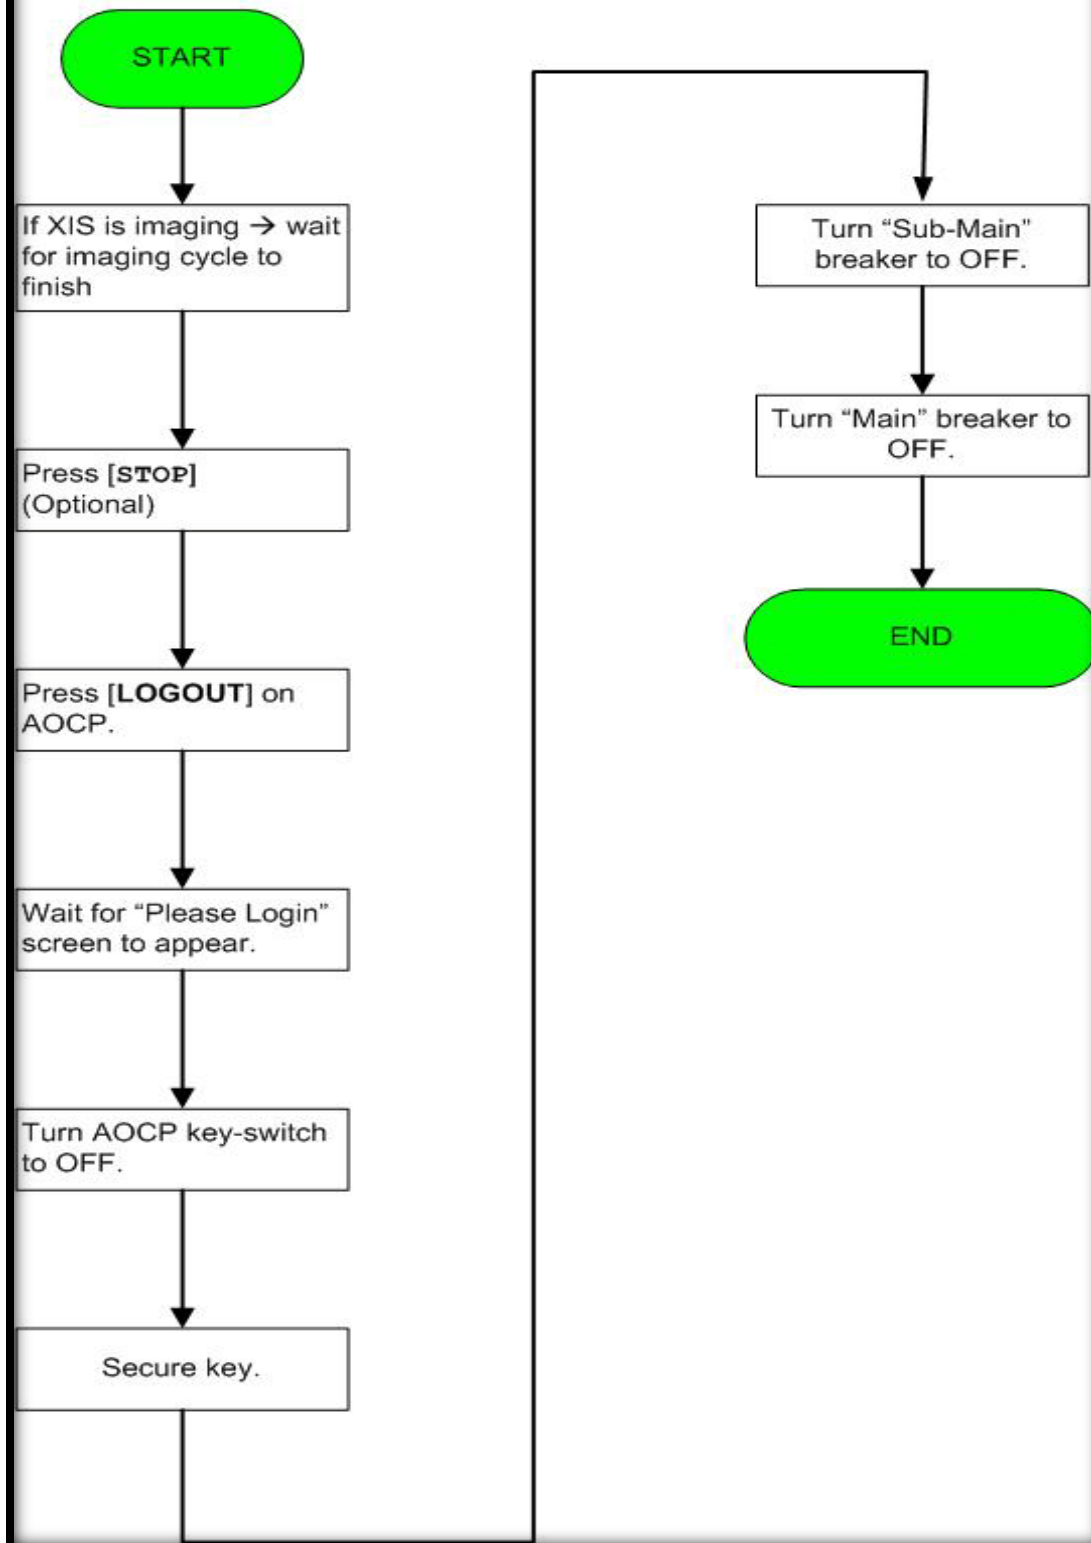 START
If XIS is imaging → wait
for imaging cycle to
finish
Press [STOP]
(Optional)
Press [LOGOUT] on
AOCP.
Wait for “Please Login”
screen to appear.
Turn AOCP key-switch
to OFF.
Secure key.
Turn “Sub-Main”
breaker to OFF.
Turn “Main” breaker to
OFF.
END